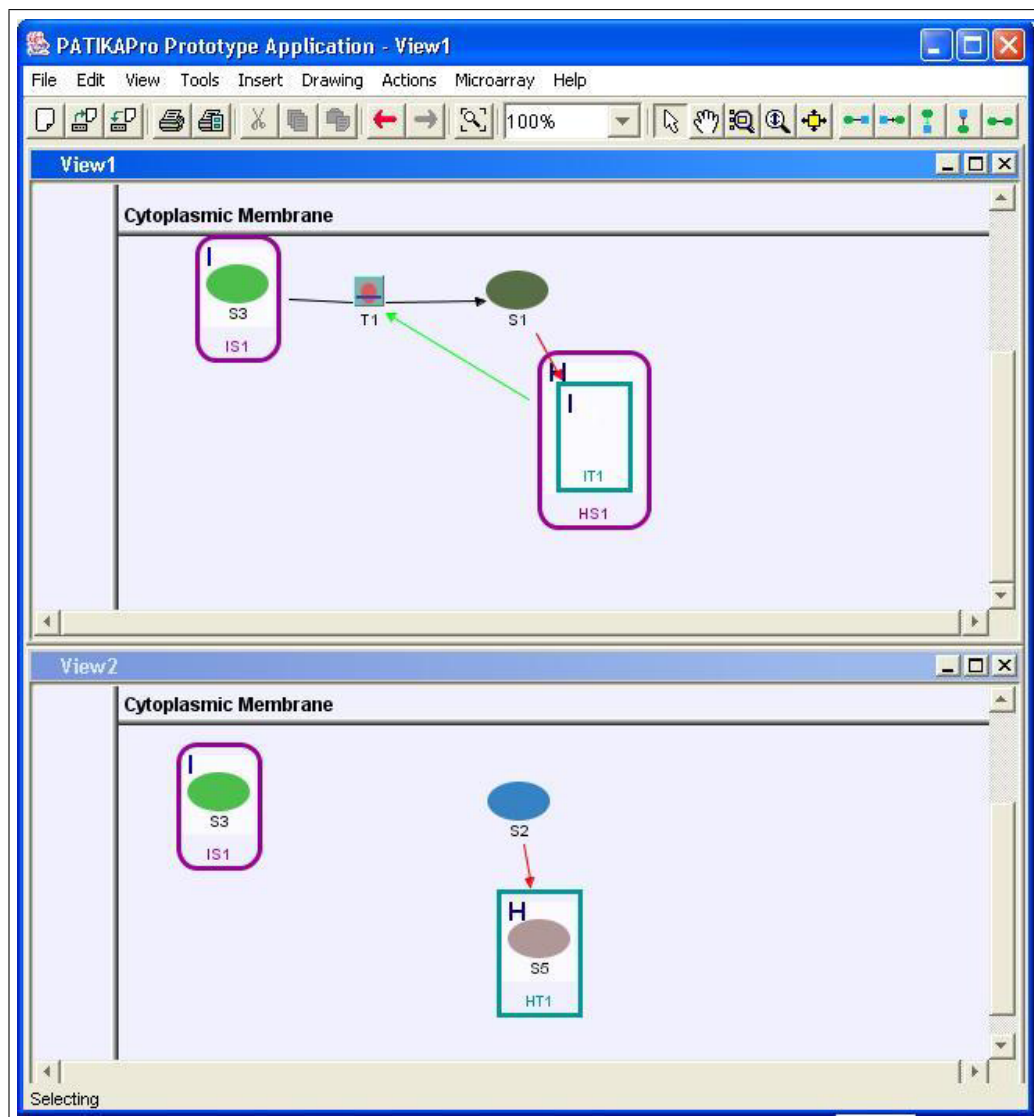 PATIKAPro Prototype Application - View1
File Edit View Tools Insert Drawing Actions Microarray Help
100%
View1
Cytoplasmic Membrane
I
S3
IS1
T1
S1
H
I
IT1
HS1
View2
Cytoplasmic Membrane
I
S3
IS1
S2
H
S5
HT1
Selecting